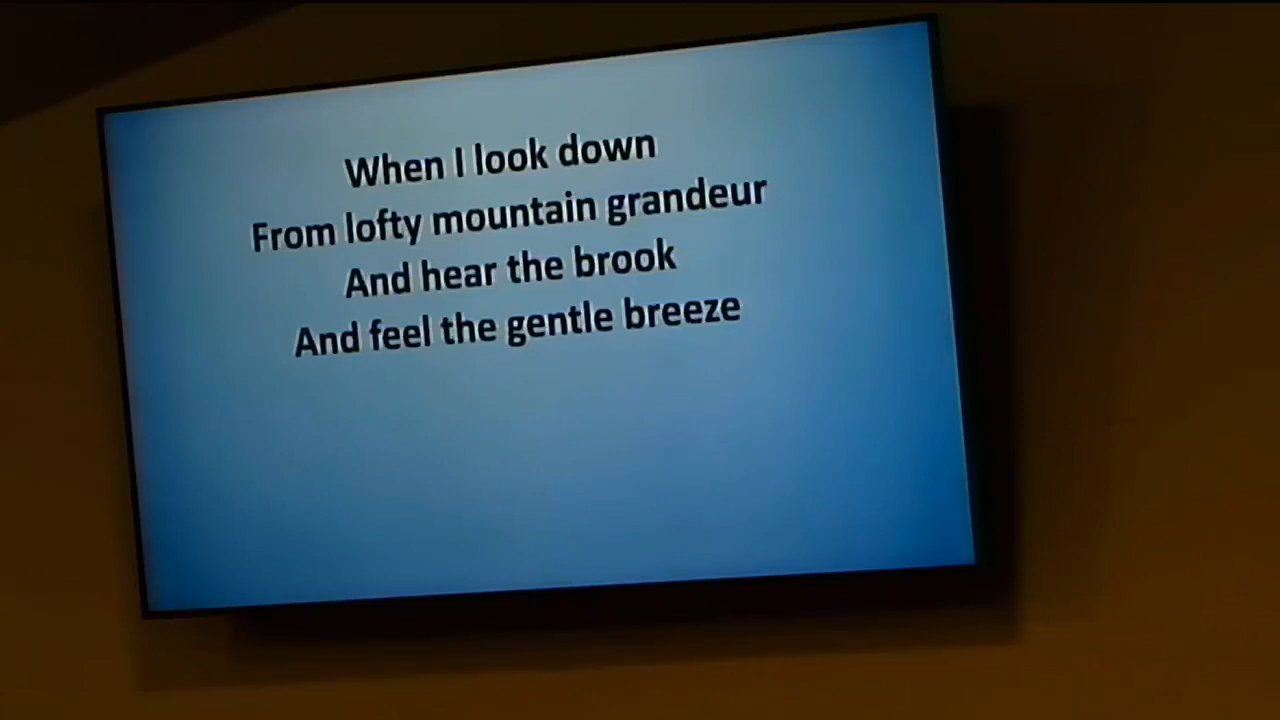 When I look down
From lofty mountain grandeur
And hear the brook
And feel the gentle breeze